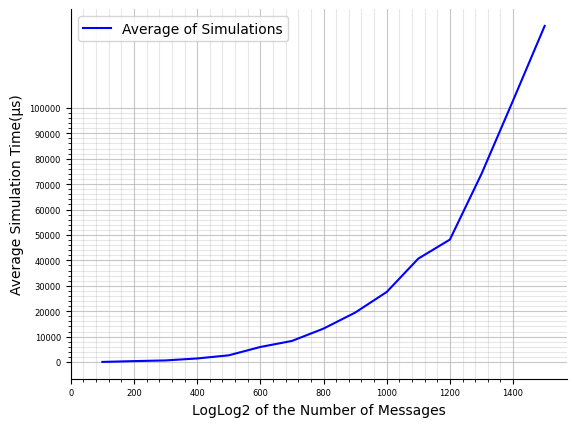 Average of Simulations
Average Simulation Time(μs)
100000
90000
80000
70000
60000
50000
40000
30000
20000
10000
0
0 200 400 600 800 1000 1200 1400
LogLog2 of the Number of Messages